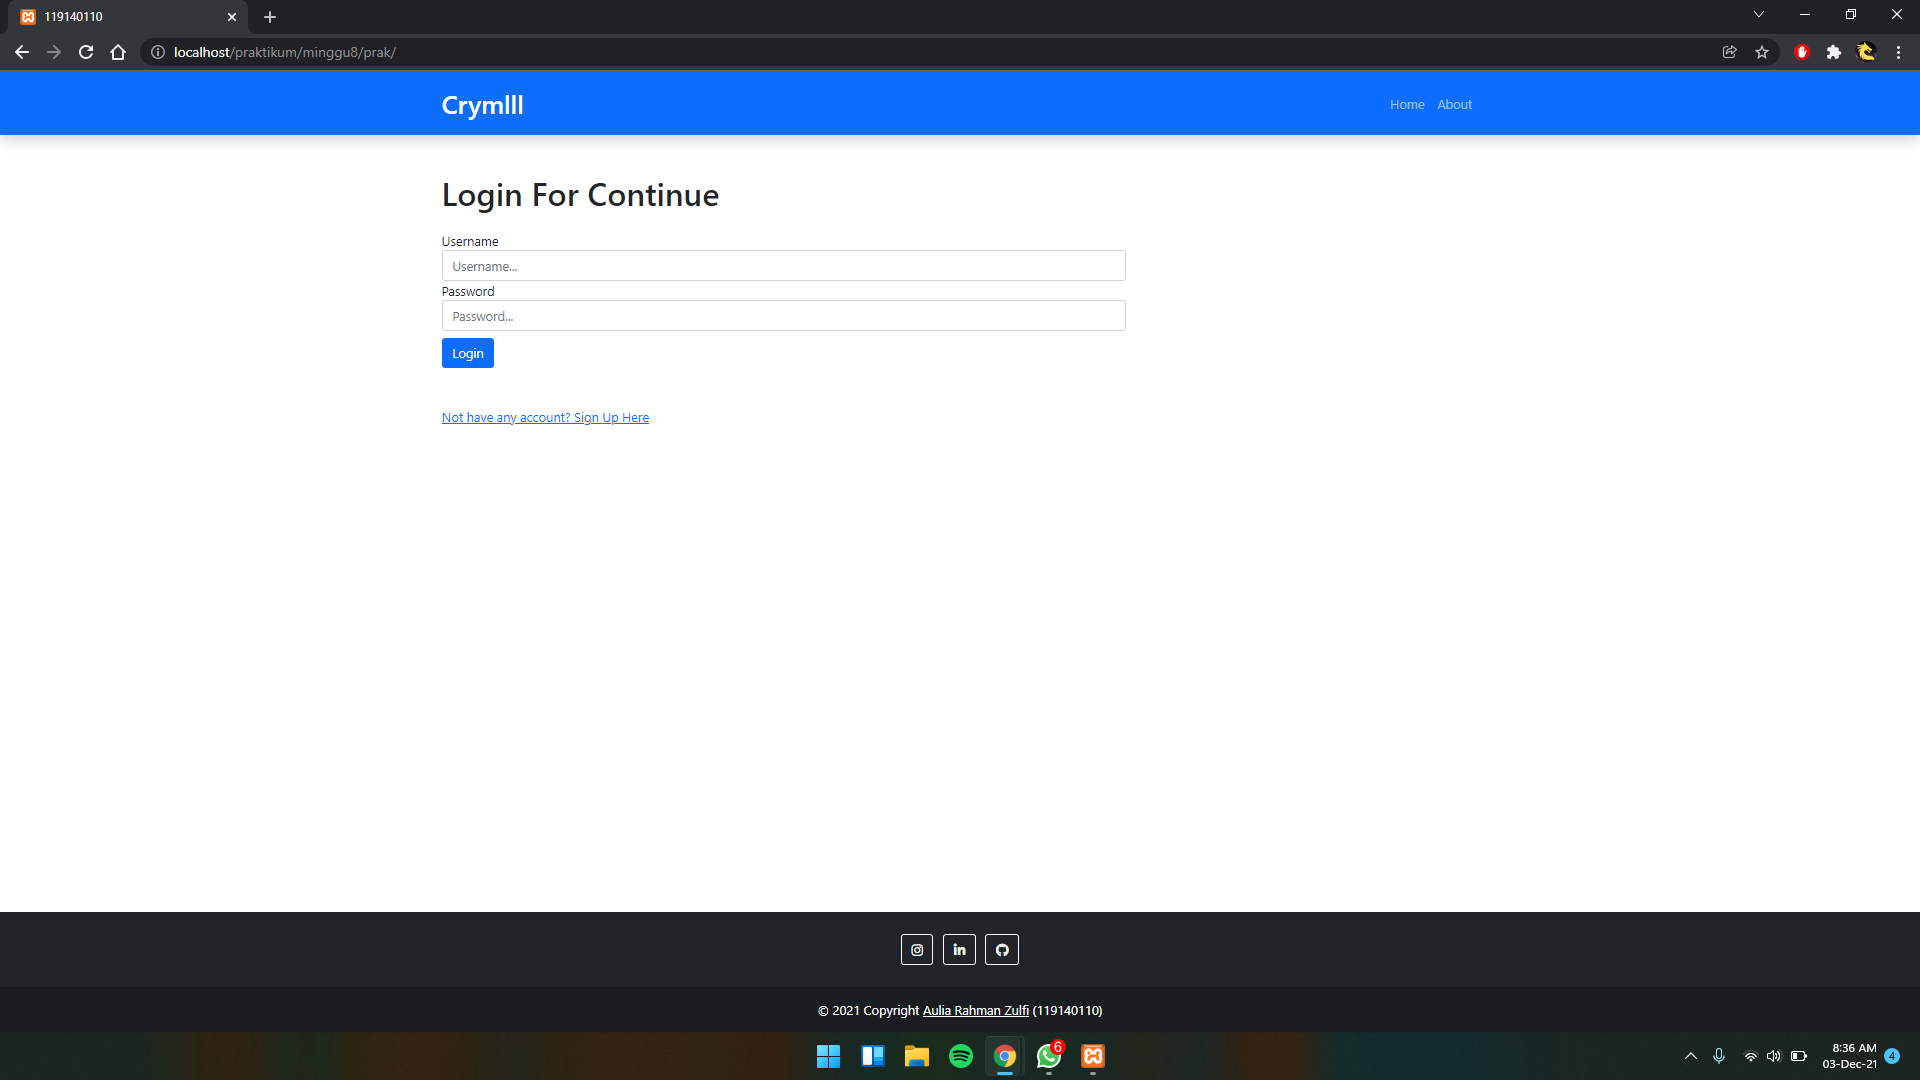 119140110
localhost/praktikum/minggu8/prak/
Crymlll
Home About
Login For Continue
Username
Username...
Password
Password...
Login
Not have any account? Sign Up Here
© 2021 Copyright Aulia Rahman Zulfi (119140110)
6
8:36 AM
03-Dec-21
4